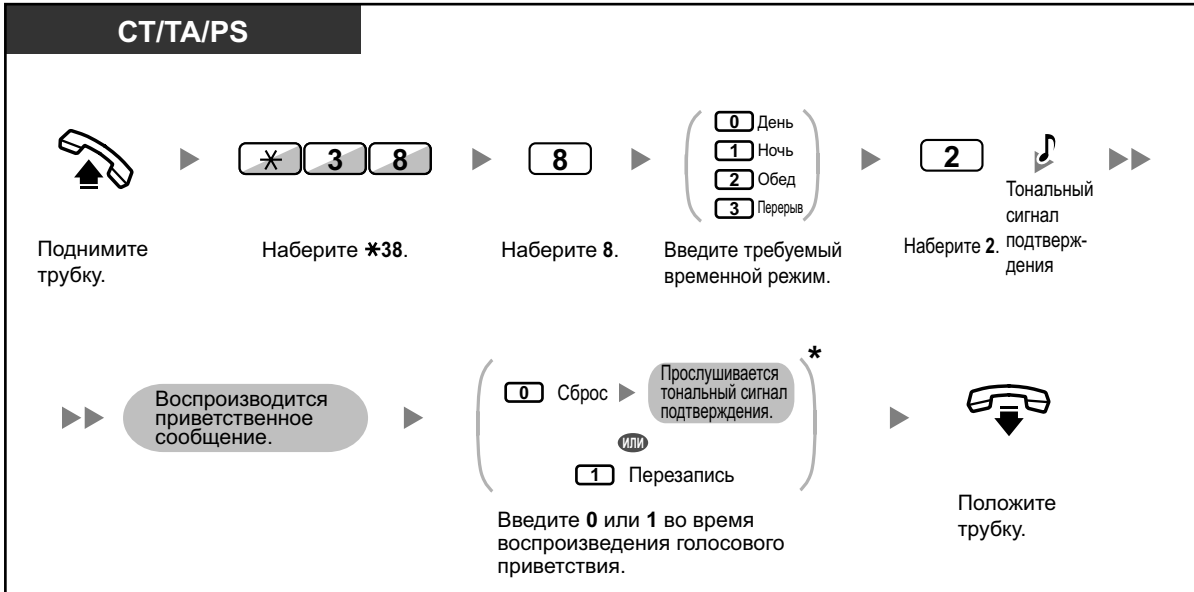 CT/TA/PS
0 День
1 Ночь
2 Обед
3 Перерыв
* 3 8
8
2
Поднимите
трубку.
Наберите *38.
Наберите 8.
Введите требуемый
временной режим.
Наберите 2.
Тональный
сигнал
подтверж-
дения
Воспроизводится
приветственное
сообщение.
*
0 Сброс
Прослушивается
тональный сигнал
подтверждения.
или
1 Перезапись
Введите 0 или 1 во время
воспроизведения голосового
приветствия.
Положите
трубку.